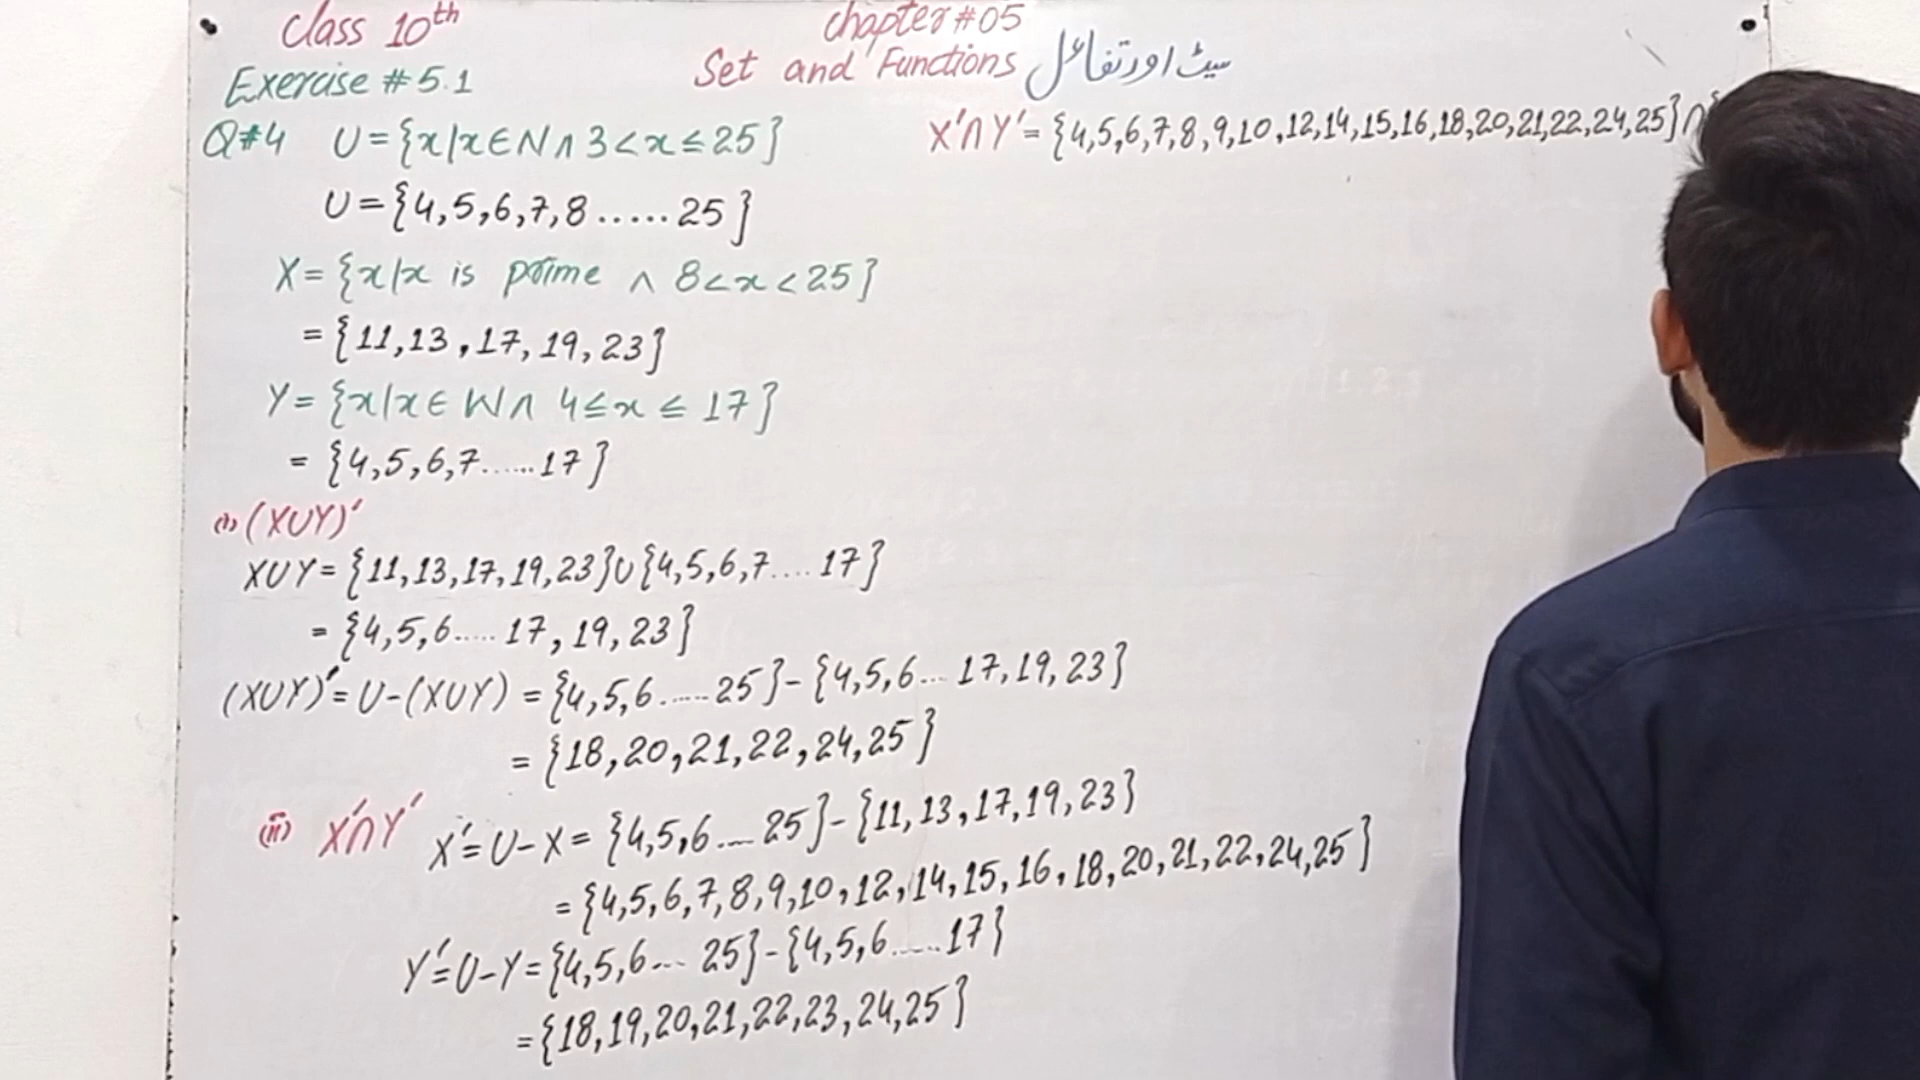 Class 10th
Chapter #05
Exercise #5.1
Set and Functions سیٹ اور تفاعل
Q#4 U={x/x∈N∧3<x≤25}
U={4,5,6,7,8.....25}
X={x/x is prime ∧ 8<x<25}
={11,13,17,19,23}
Y={x/x∈W∧ 4≤x≤17}
={4,5,6,7......17}
(i) (X∪Y)′
X∪Y={11,13,17,19,23}∪{4,5,6,7....17}
={4,5,6.....17,19,23}
(X∪Y)′=U-(X∪Y)={4,5,6......25}-{4,5,6...17,19,23}
={18,20,21,22,24,25}
(ii) X′∩Y′ X′=U-X={4,5,6....25}-{11,13,17,19,23}
={4,5,6,7,8,9,10,12,14,15,16,18,20,21,22,24,25}
Y′=U-Y={4,5,6...25}-{4,5,6......17}
={18,19,20,21,22,23,24,25}
X′∩Y′={4,5,6,7,8,9,10,12,14,15,16,18,20,21,22,24,25}∩{